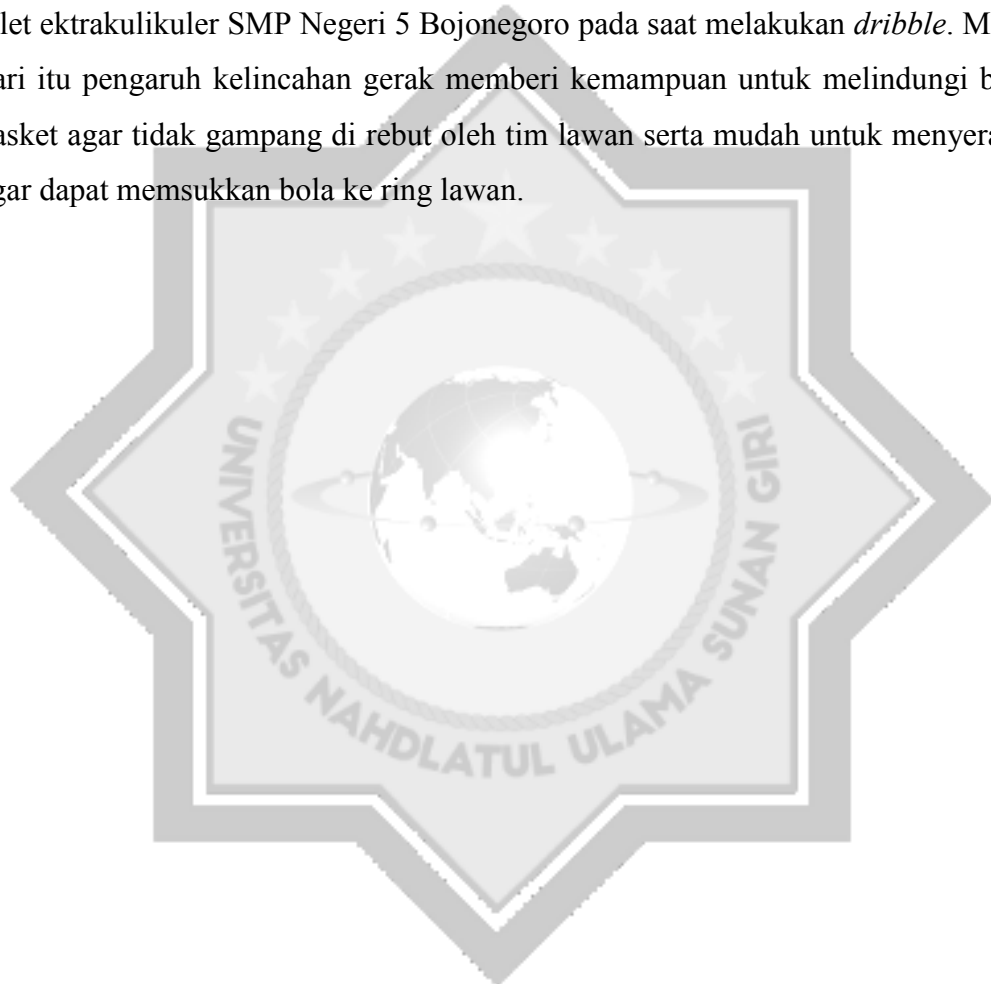 let ektrakulikuler SMP Negeri 5 Bojonegoro pada saat melakukan dribble. M
ari itu pengaruh kelincahan gerak memberi kemampuan untuk melindungi b
asket agar tidak gampang di rebut oleh tim lawan serta mudah untuk menyera
gar dapat memsukkan bola ke ring lawan.
UNIVERSITAS NAHDLATUL ULAMA SUNAN GIRI